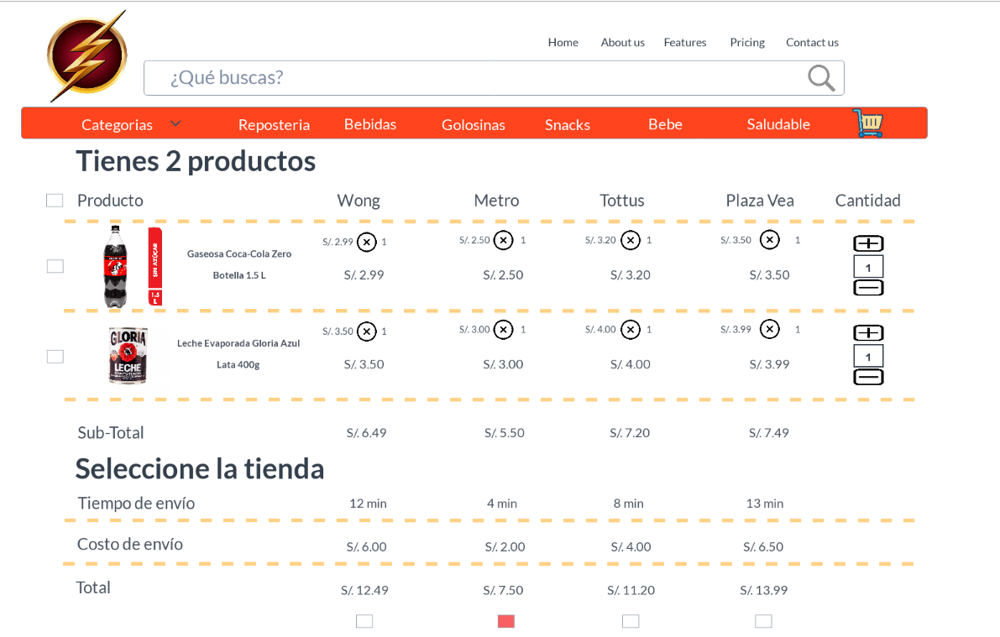 Home About us Features Pricing Contact us
¿Qué buscas?
Categorias Reposteria Bebidas Golosinas Snacks Bebe Saludable
Tienes 2 productos
Producto Wong Metro Tottus Plaza Vea Cantidad
S/. 2.99 1 S/. 2.50 1 S/. 3.20 1 S/. 3.50 1
SIN AZÚCAR
1.5 L
Gaseosa Coca-Cola Zero
Botella 1.5 L
S/. 2.99 S/. 2.50 S/. 3.20 S/. 3.50
1
S/. 3.50 1 S/. 3.00 1 S/. 4.00 1 S/. 3.99 1
GLORIA
LECHE
Leche Evaporada Gloria Azul
Lata 400g
S/. 3.50 S/. 3.00 S/. 4.00 S/. 3.99
1
Sub-Total S/. 6.49 S/. 5.50 S/. 7.20 S/. 7.49
Seleccione la tienda
Tiempo de envío 12 min 4 min 8 min 13 min
Costo de envío S/. 6.00 S/. 2.00 S/. 4.00 S/. 6.50
Total S/. 12.49 S/. 7.50 S/. 11.20 S/. 13.99